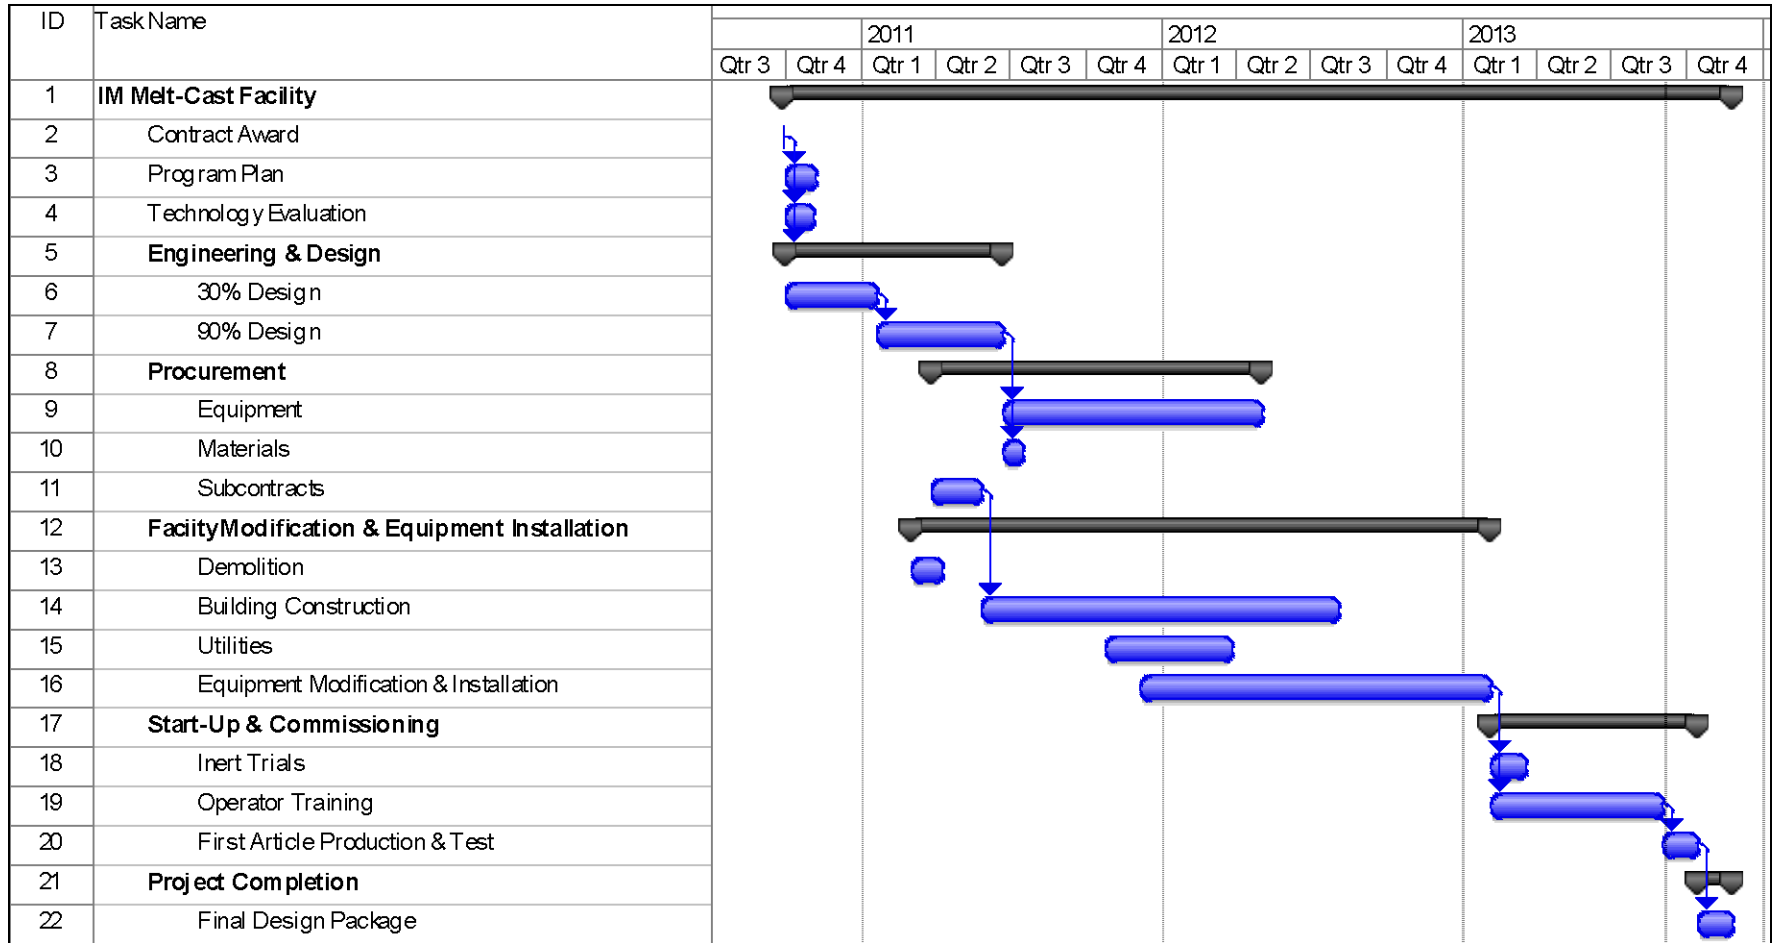 ID Task Name
2011 2012 2013
Qtr 3 Qtr 4 Qtr 1 Qtr 2 Qtr 3 Qtr 4 Qtr 1 Qtr 2 Qtr 3 Qtr 4 Qtr 1 Qtr 2 Qtr 3 Qtr 4
1 IM Melt-Cast Facility
2 Contract Award
3 Program Plan
4 Technology Evaluation
5 Engineering & Design
6 30% Design
7 90% Design
8 Procurement
9 Equipment
10 Materials
11 Subcontracts
12 FaciityModification & Equipment Installation
13 Demolition
14 Building Construction
15 Utilities
16 Equipment Modification & Installation
17 Start-Up & Commissioning
18 Inert Trials
19 Operator Training
20 First Article Production & Test
21 Project Completion
22 Final Design Package